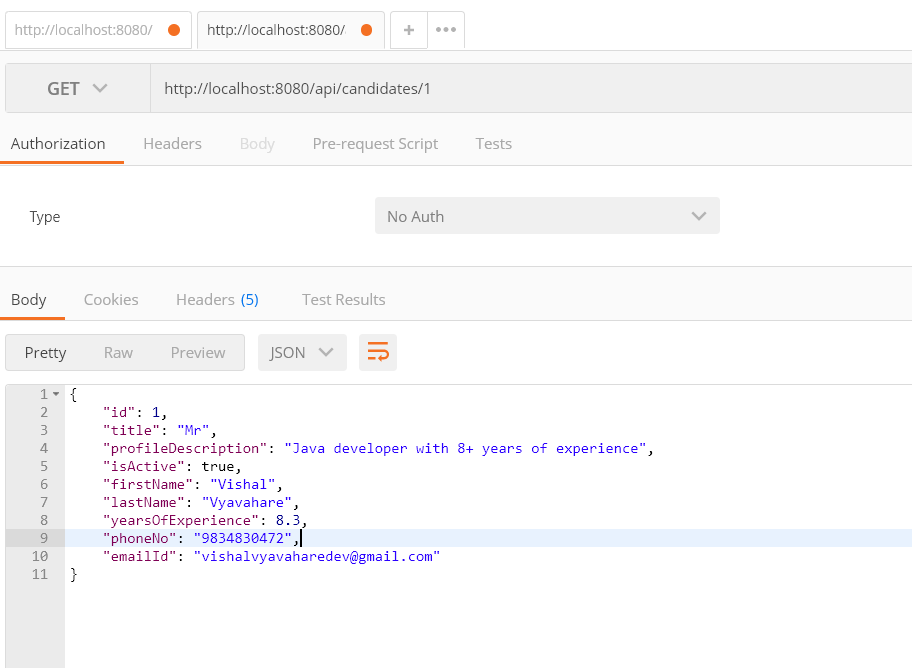 http://localhost:8080/ http://localhost:8080/ + •••
GET http://localhost:8080/api/candidates/1
Authorization Headers Body Pre-request Script Tests
Type No Auth
Body Cookies Headers (5) Test Results
Pretty Raw Preview JSON
1 {
2 "id": 1,
3 "title": "Mr",
4 "profileDescription": "Java developer with 8+ years of experience",
5 "isActive": true,
6 "firstName": "Vishal",
7 "lastName": "Vyavahare",
8 "yearsOfExperience": 8.3,
9 "phoneNo": "9834830472",
10 "emailId": "vishalvyavaharedev@gmail.com"
11 }